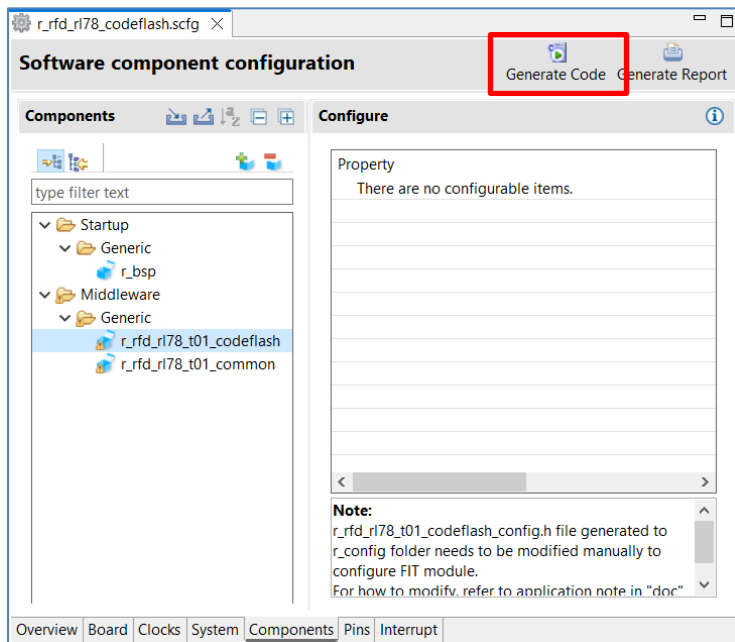 r_rfd_rl78_codeflash.scfg
Software component configuration
Generate Code Generate Report
Components
Configure
type filter text
Startup
Generic
r_bsp
Middleware
Generic
r_rfd_rl78_t01_codeflash
r_rfd_rl78_t01_common
Property
There are no configurable items.
Note:
r_rfd_rl78_t01_codeflash_config.h file generated to
r_config folder needs to be modified manually to
configure FIT module.
For how to modify, refer to application note in "doc"
Overview Board Clocks System Components Pins Interrupt